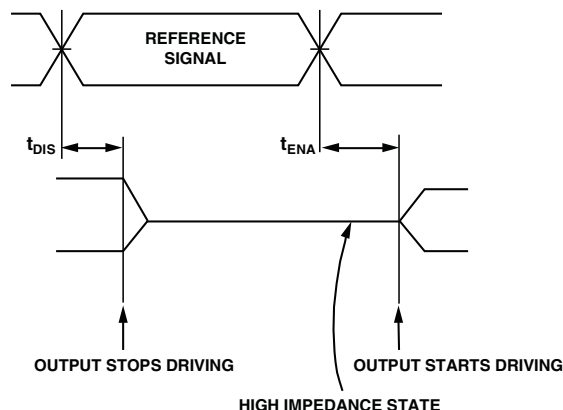 REFERENCE
SIGNAL
tDIS
tENA
OUTPUT STOPS DRIVING
OUTPUT STARTS DRIVING
HIGH IMPEDANCE STATE